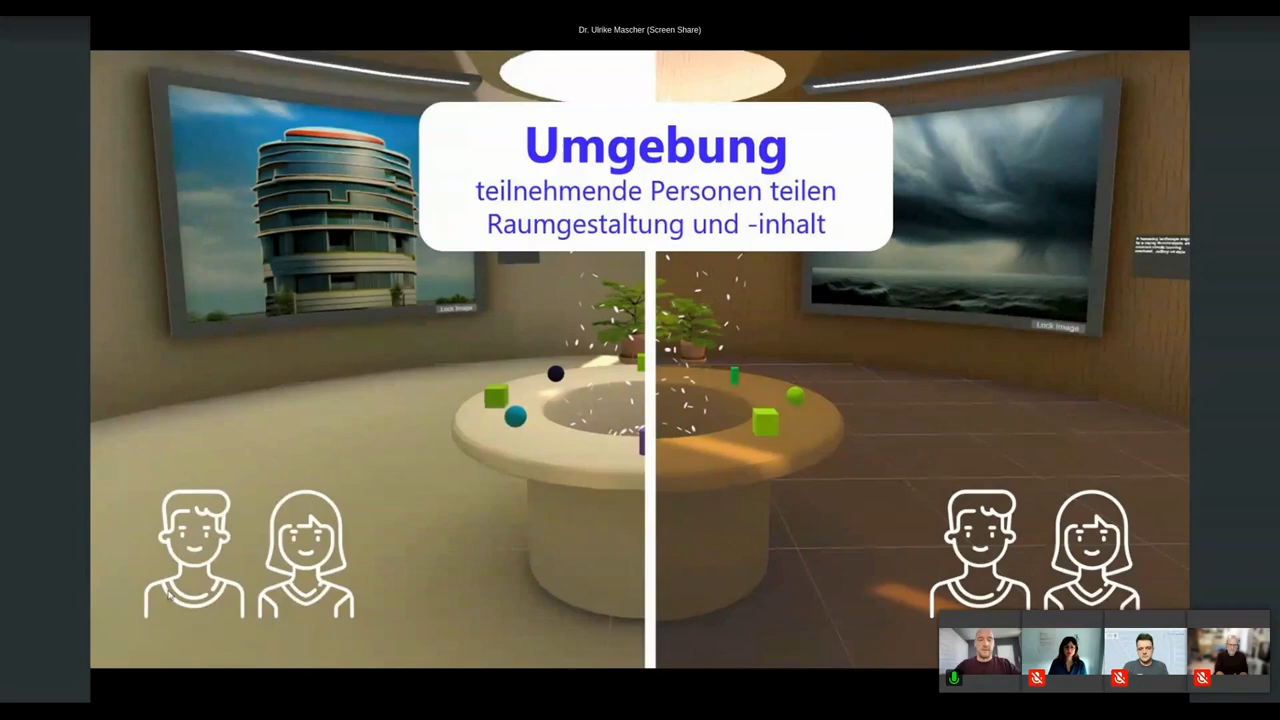 Dr. Ulrike Mascher (Screen Share)
Umgebung
teilnehmende Personen teilen
Raumgestaltung und -inhalt
Lock Image
Lock Image